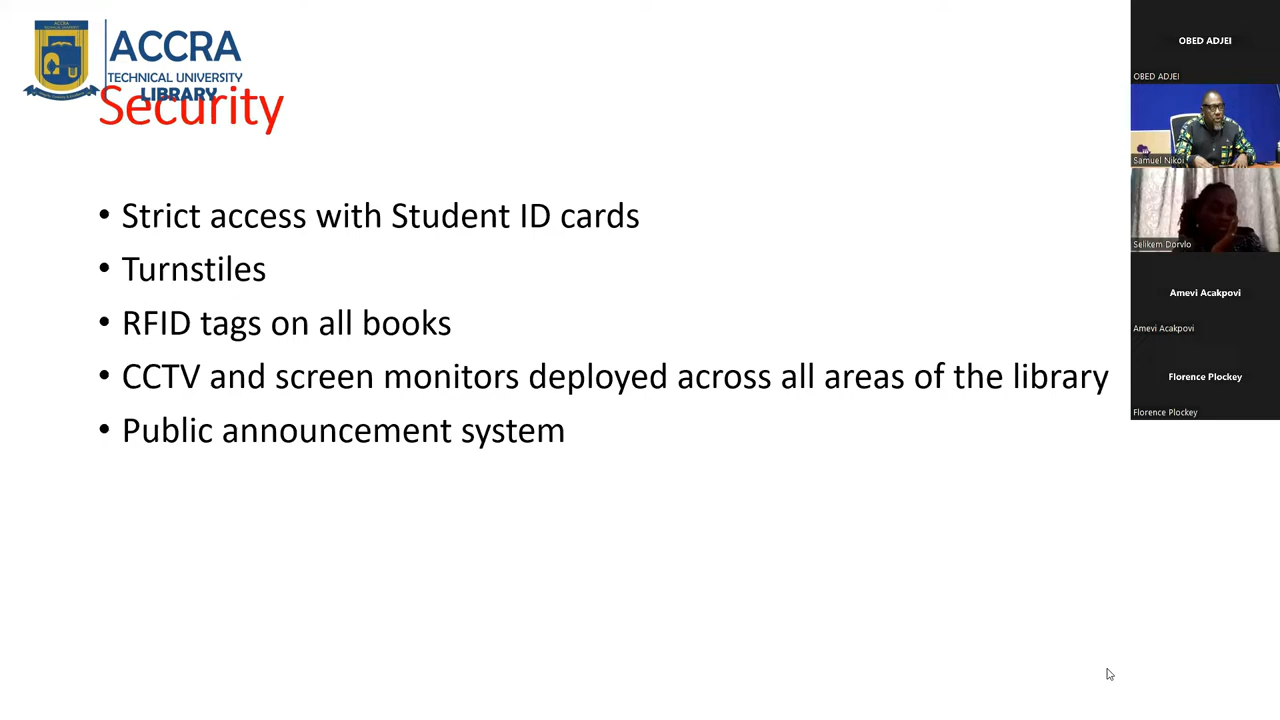 ACCRA
TECHNICAL UNIVERSITY
LIBRARY
Security
• Strict access with Student ID cards
• Turnstiles
• RFID tags on all books
• CCTV and screen monitors deployed across all areas of the library
• Public announcement system
OBED ADJEI
OBED ADJEI
Samuel Nikoi
Selikem Dorvlo
Amevi Acakpovi
Amevi Acakpovi
Florence Plockey
Florence Plockey